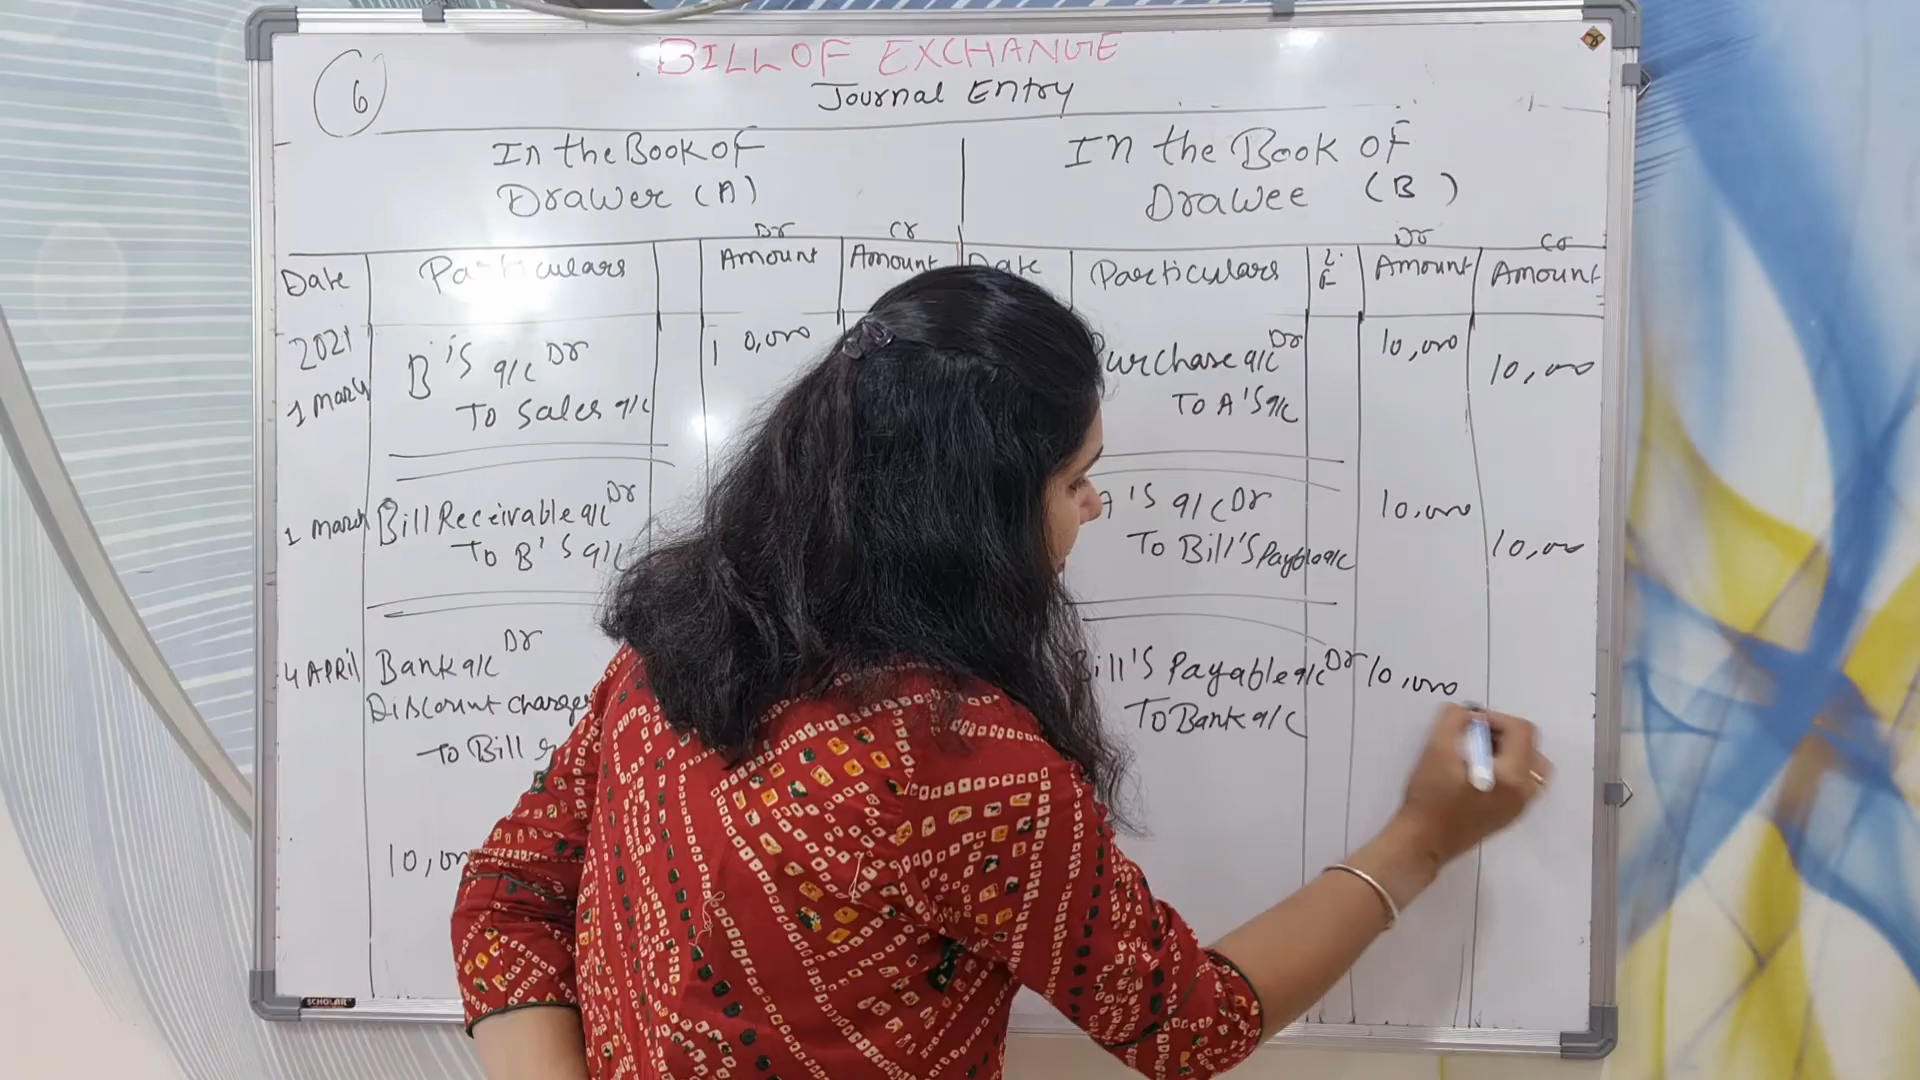 6
BILL OF EXCHANGE
Journal Entry
In the Book of
Drawer (A)
Dr Cr
Date Particulars Amount Amount
2021
1 March
B'S a/c Dr 10,000
To Sales a/c
1 March Bill Receivable a/c Dr
To B'S a/c
4 APRIL Bank a/c Dr
Discount charges
To Bill
In the Book of
Drawee (B)
Dr Cr
Date Particulars L.F Amount Amount
Purchase a/c Dr 10,000
To A'S a/c 10,000
A'S a/c Dr 10,000
To Bill'S Payble a/c 10,000
Bill'S Payable a/c Dr 10,000
To Bank a/c
SCHOLAR